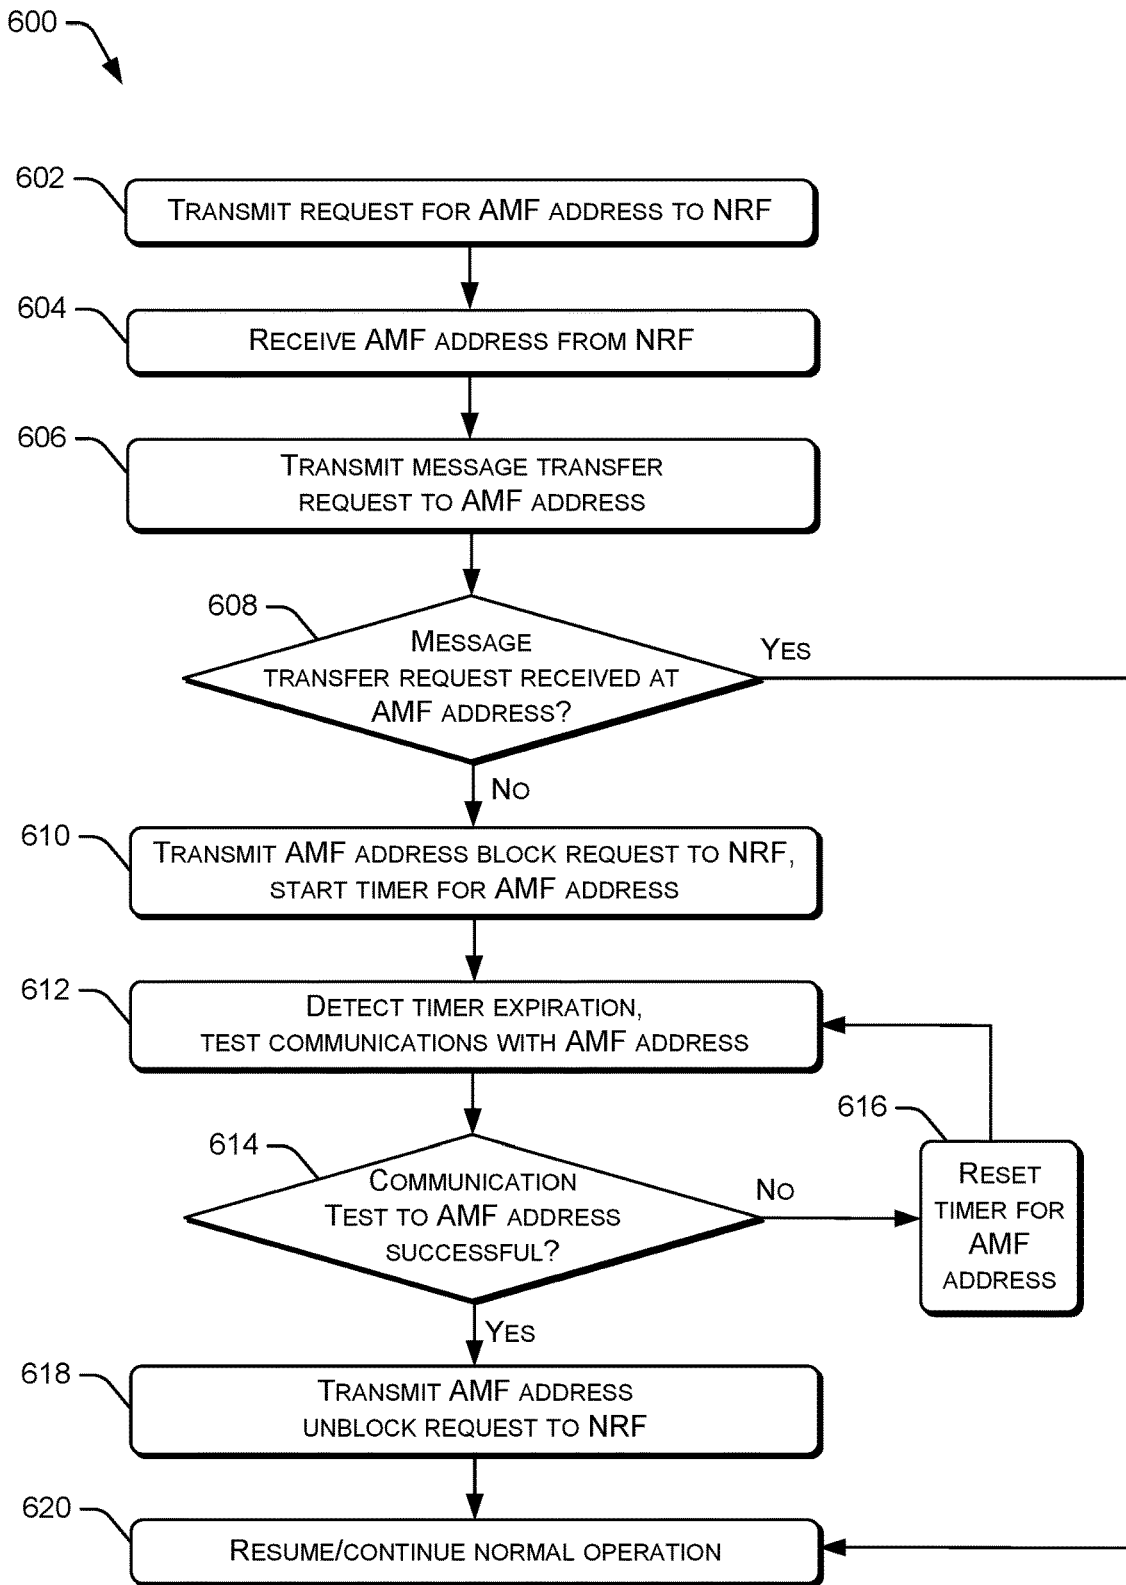 600
602
TRANSMIT REQUEST FOR AMF ADDRESS TO NRF
604
RECEIVE AMF ADDRESS FROM NRF
606
TRANSMIT MESSAGE TRANSFER
REQUEST TO AMF ADDRESS
608
MESSAGE
TRANSFER REQUEST RECEIVED AT
AMF ADDRESS?
YES
NO
610
TRANSMIT AMF ADDRESS BLOCK REQUEST TO NRF,
START TIMER FOR AMF ADDRESS
612
DETECT TIMER EXPIRATION,
TEST COMMUNICATIONS WITH AMF ADDRESS
614
COMMUNICATION
TEST TO AMF ADDRESS
SUCCESSFUL?
NO
616
RESET
TIMER FOR
AMF
ADDRESS
YES
618
TRANSMIT AMF ADDRESS
UNBLOCK REQUEST TO NRF
620
RESUME/CONTINUE NORMAL OPERATION